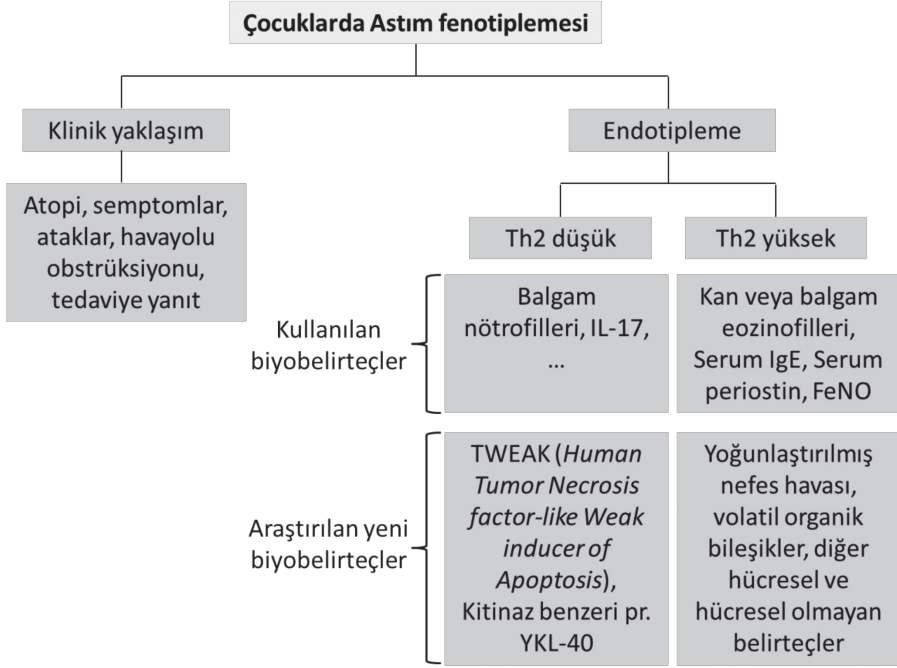 Çocuklarda Astım fenotiplemesi
Klinik yaklaşım
Endotipleme
Atopi, semptomlar,
ataklar, havayolu
obstrüksiyonu,
tedaviye yanıt
Th2 düşük
Th2 yüksek
Kullanılan
biyobelirteçler
Balgam
nötrofilleri, IL-17,
...
Kan veya balgam
eozinofilleri,
Serum IgE, Serum
periostin, FeNO
Araştırılan yeni
biyobelirteçler
TWEAK (Human
Tumor Necrosis
factor-like Weak
inducer of
Apoptosis),
Kitinaz benzeri pr.
YKL-40
Yoğunlaştırılmış
nefes havası,
volatil organik
bileşikler, diğer
hücresel ve
hücresel olmayan
belirteçler